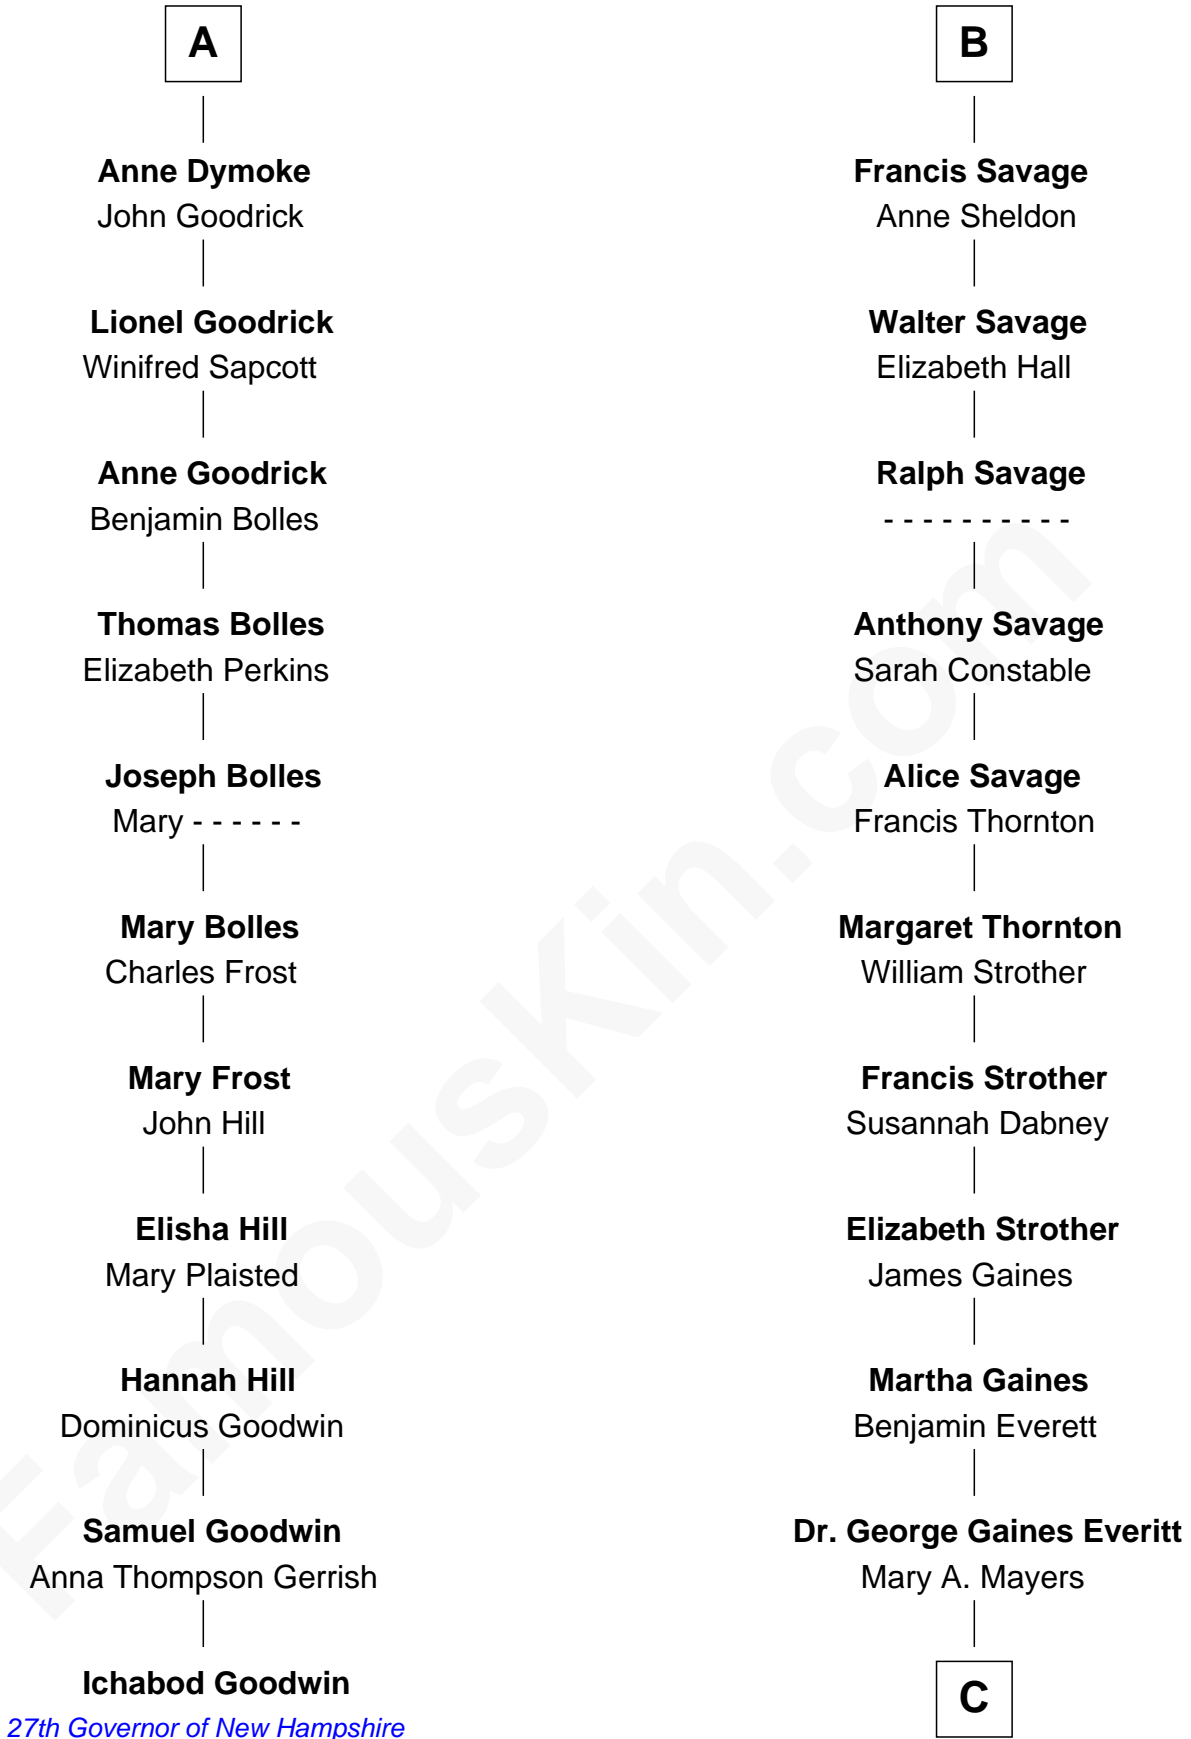 A
Anne Dymoke
John Goodrick
Lionel Goodrick
Winifred Sapcott
Anne Goodrick
Benjamin Bolles
Thomas Bolles
Elizabeth Perkins
Joseph Bolles
Mary - - - - - -
Mary Bolles
Charles Frost
Mary Frost
John Hill
Elisha Hill
Mary Plaisted
Hannah Hill
Dominicus Goodwin
Samuel Goodwin
Anna Thompson Gerrish
Ichabod Goodwin
27th Governor of New Hampshire
B
Francis Savage
Anne Sheldon
Walter Savage
Elizabeth Hall
Ralph Savage
- - - - - - - - - -
Anthony Savage
Sarah Constable
Alice Savage
Francis Thornton
Margaret Thornton
William Strother
Francis Strother
Susannah Dabney
Elizabeth Strother
James Gaines
Martha Gaines
Benjamin Everett
Dr. George Gaines Everitt
Mary A. Mayers
C
FamousKin.com